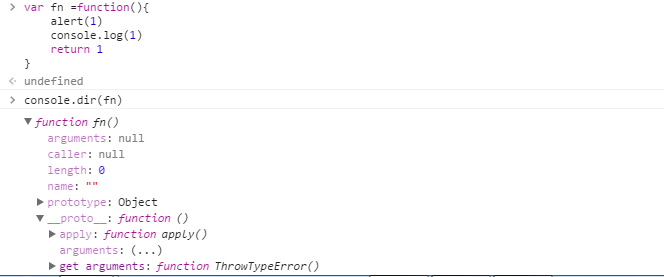 > var fn =function(){
alert(1)
console.log(1)
return 1
}
undefined
> console.dir(fn)
▼function fn()
arguments: null
caller: null
length: 0
name: ""
▶prototype: Object
▼__proto__: function ()
▶apply: function apply()
arguments: (...)
▶get arguments: function ThrowTypeError()